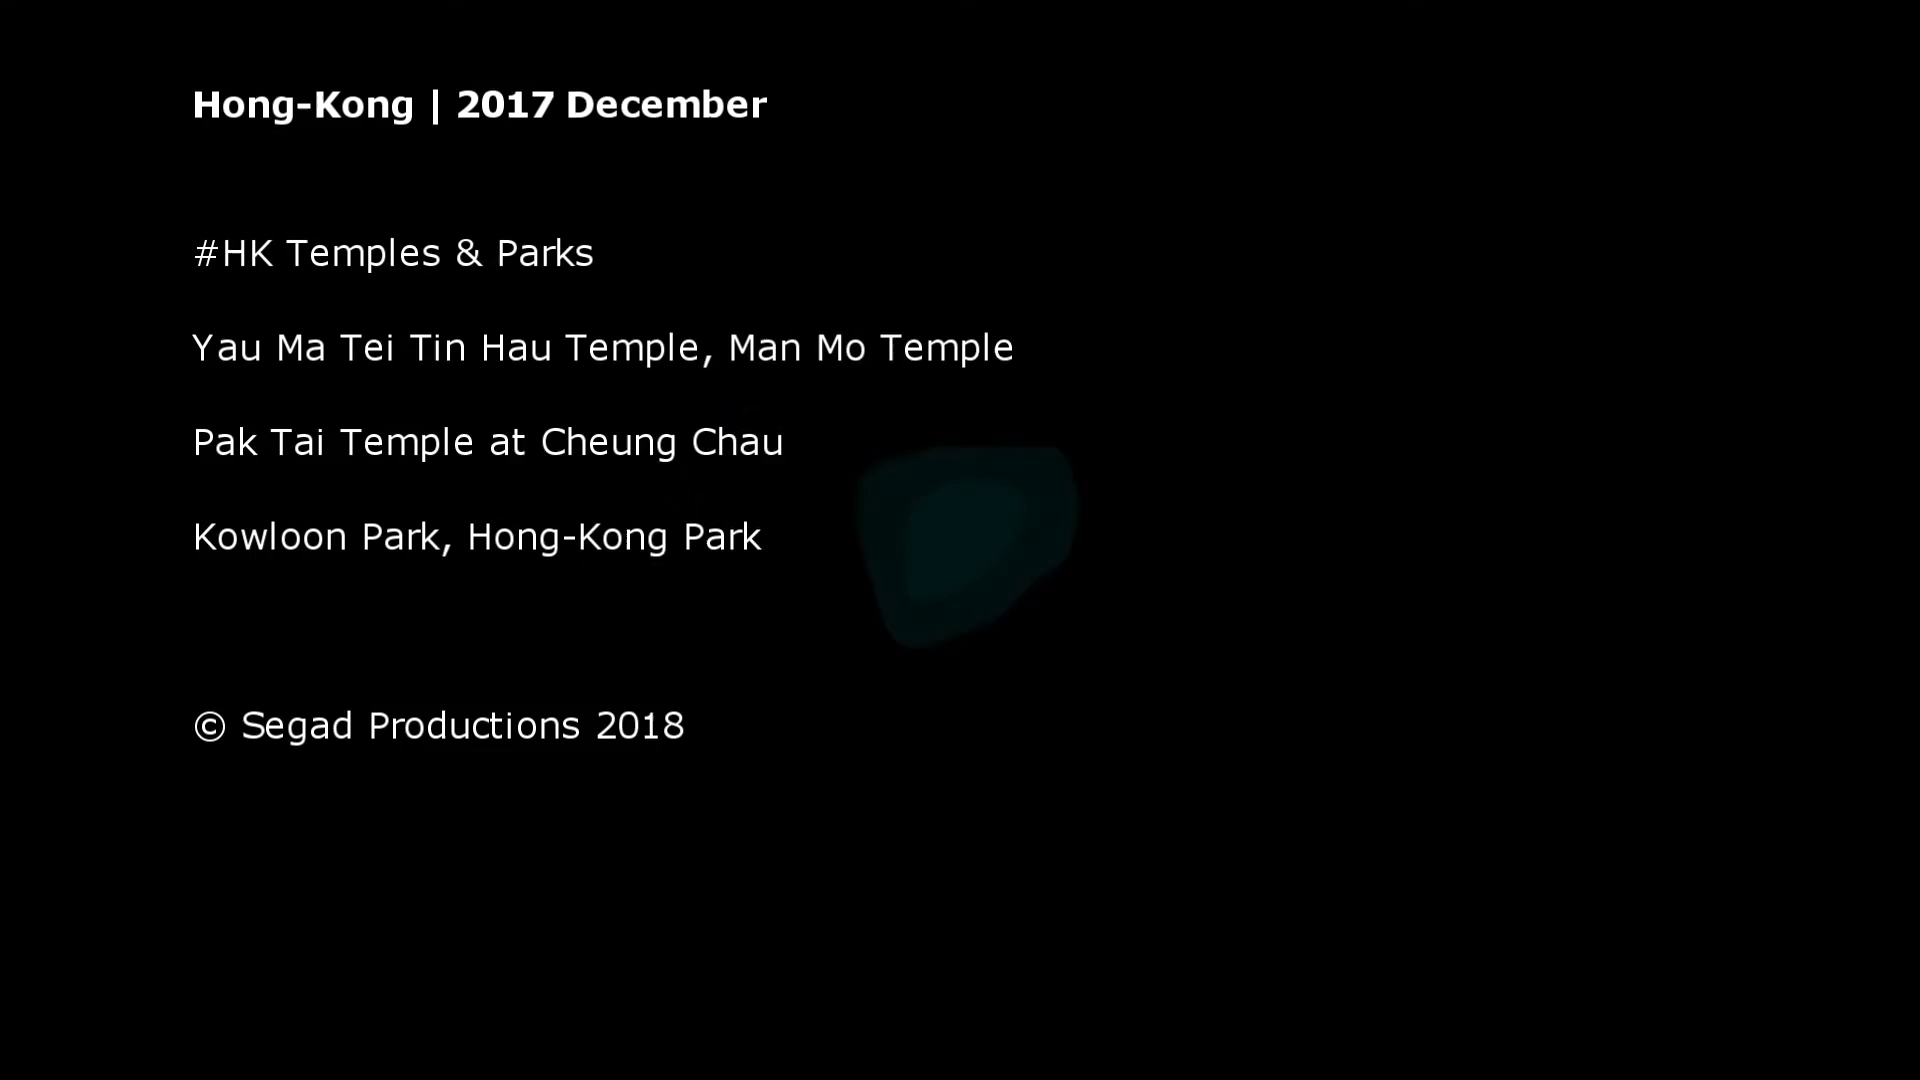 Hong-Kong | 2017 December
#HK Temples & Parks
Yau Ma Tei Tin Hau Temple, Man Mo Temple
Pak Tai Temple at Cheung Chau
Kowloon Park, Hong-Kong Park
© Segad Productions 2018